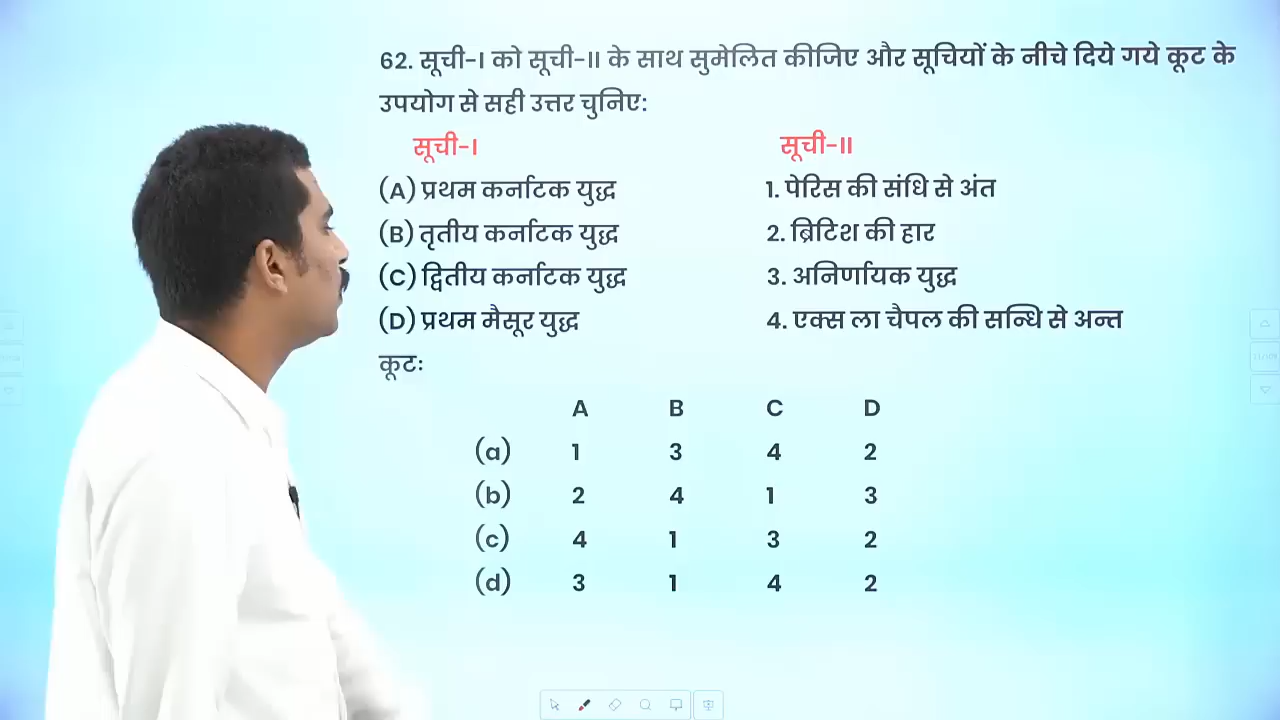 62. सूची-I को सूची-II के साथ सुमेलित कीजिए और सूचियों के नीचे दिये गये कूट के
उपयोग से सही उत्तर चुनिए:
सूची-I सूची-II
(A) प्रथम कर्नाटक युद्ध 1. पेरिस की संधि से अंत
(B) तृतीय कर्नाटक युद्ध 2. ब्रिटिश की हार
(C) द्वितीय कर्नाटक युद्ध 3. अनिर्णायक युद्ध
(D) प्रथम मैसूर युद्ध 4. एक्स ला चैपल की सन्धि से अन्त
कूटः
A B C D
(a) 1 3 4 2
(b) 2 4 1 3
(c) 4 1 3 2
(d) 3 1 4 2